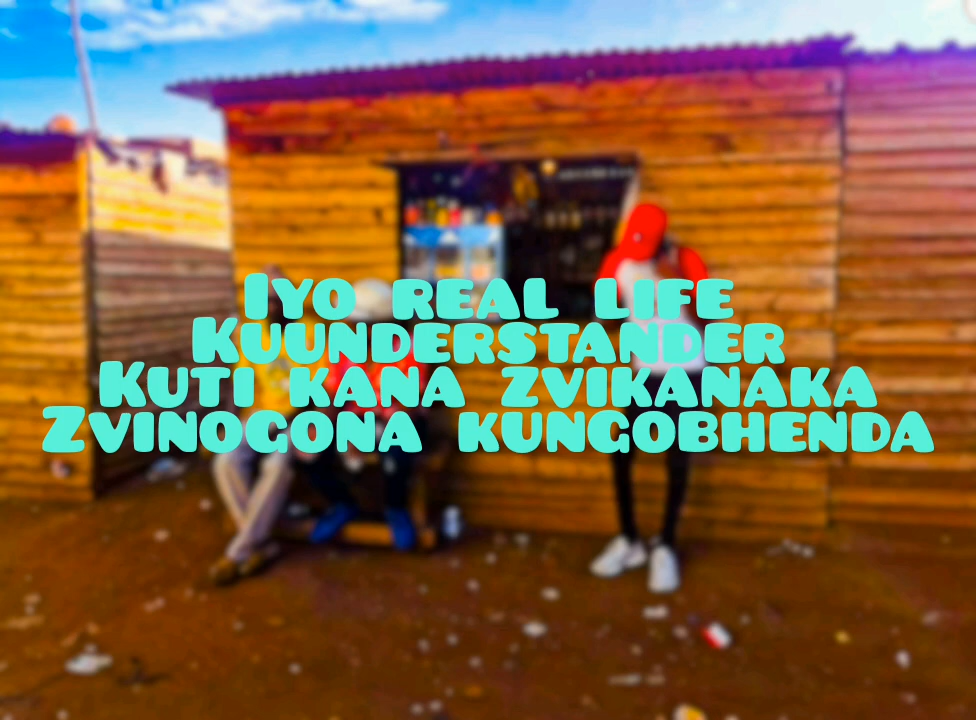 Iyo real life
Kuunderstander
Kuti kana zvikanaka
Zvinogona kungobhenda